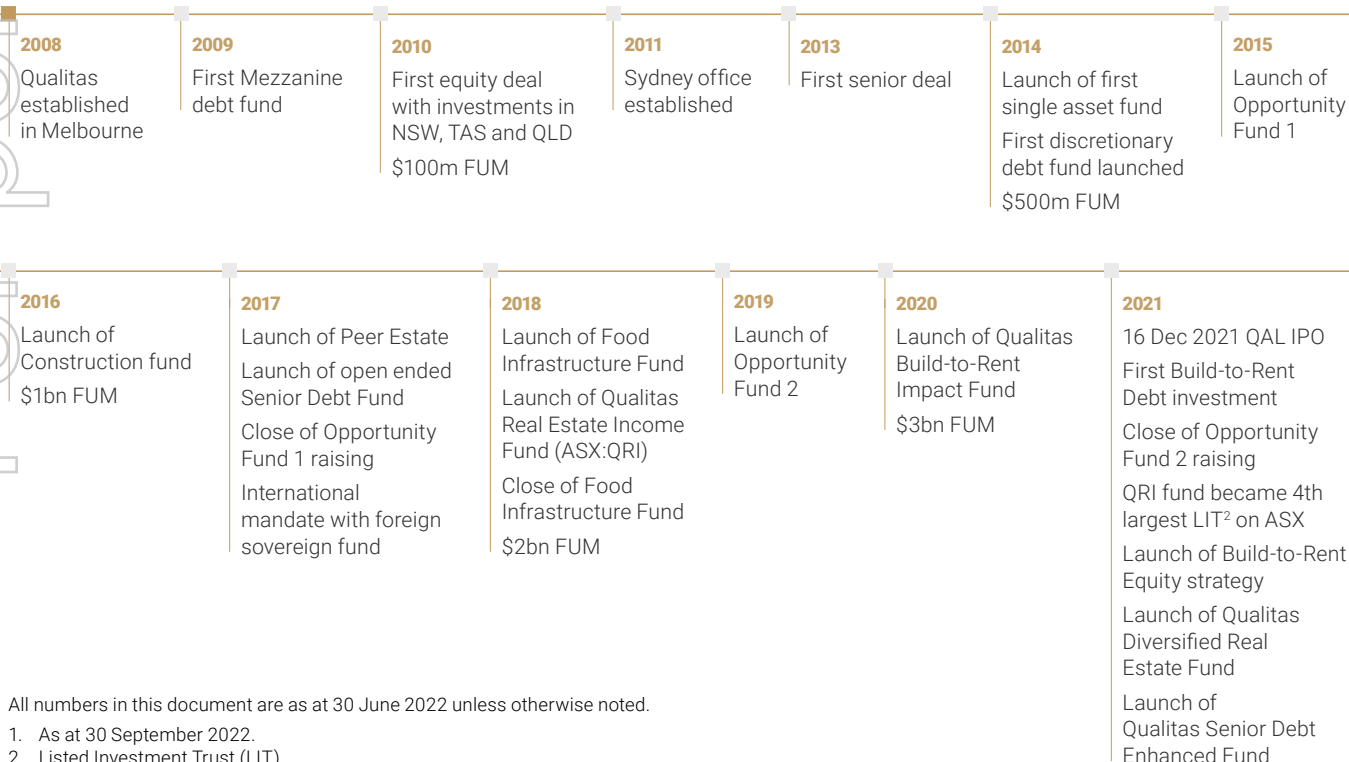 2008
Qualitas
established
in Melbourne
2009
First Mezzanine
debt fund
2010
First equity deal
with investments in
NSW, TAS and QLD
$100m FUM
2011
Sydney office
established
2013
First senior deal
2014
Launch of first
single asset fund
First discretionary
debt fund launched
$500m FUM
2015
Launch of
Opportunity
Fund 1
2016
Launch of
Construction fund
$1bn FUM
2017
Launch of Peer Estate
Launch of open ended
Senior Debt Fund
Close of Opportunity
Fund 1 raising
International
mandate with foreign
sovereign fund
2018
Launch of Food
Infrastructure Fund
Launch of Qualitas
Real Estate Income
Fund (ASX:QRI)
Close of Food
Infrastructure Fund
$2bn FUM
2019
Launch of
Opportunity
Fund 2
2020
Launch of Qualitas
Build-to-Rent
Impact Fund
$3bn FUM
2021
16 Dec 2021 QAL IPO
First Build-to-Rent
Debt investment
Close of Opportunity
Fund 2 raising
QRI fund became 4th
largest LIT² on ASX
Launch of Build-to-Rent
Equity strategy
Launch of Qualitas
Diversified Real
Estate Fund
Launch of
Qualitas Senior Debt
Enhanced Fund
All numbers in this document are as at 30 June 2022 unless otherwise noted.
1. As at 30 September 2022.
2. Listed Investment Trust (LIT)